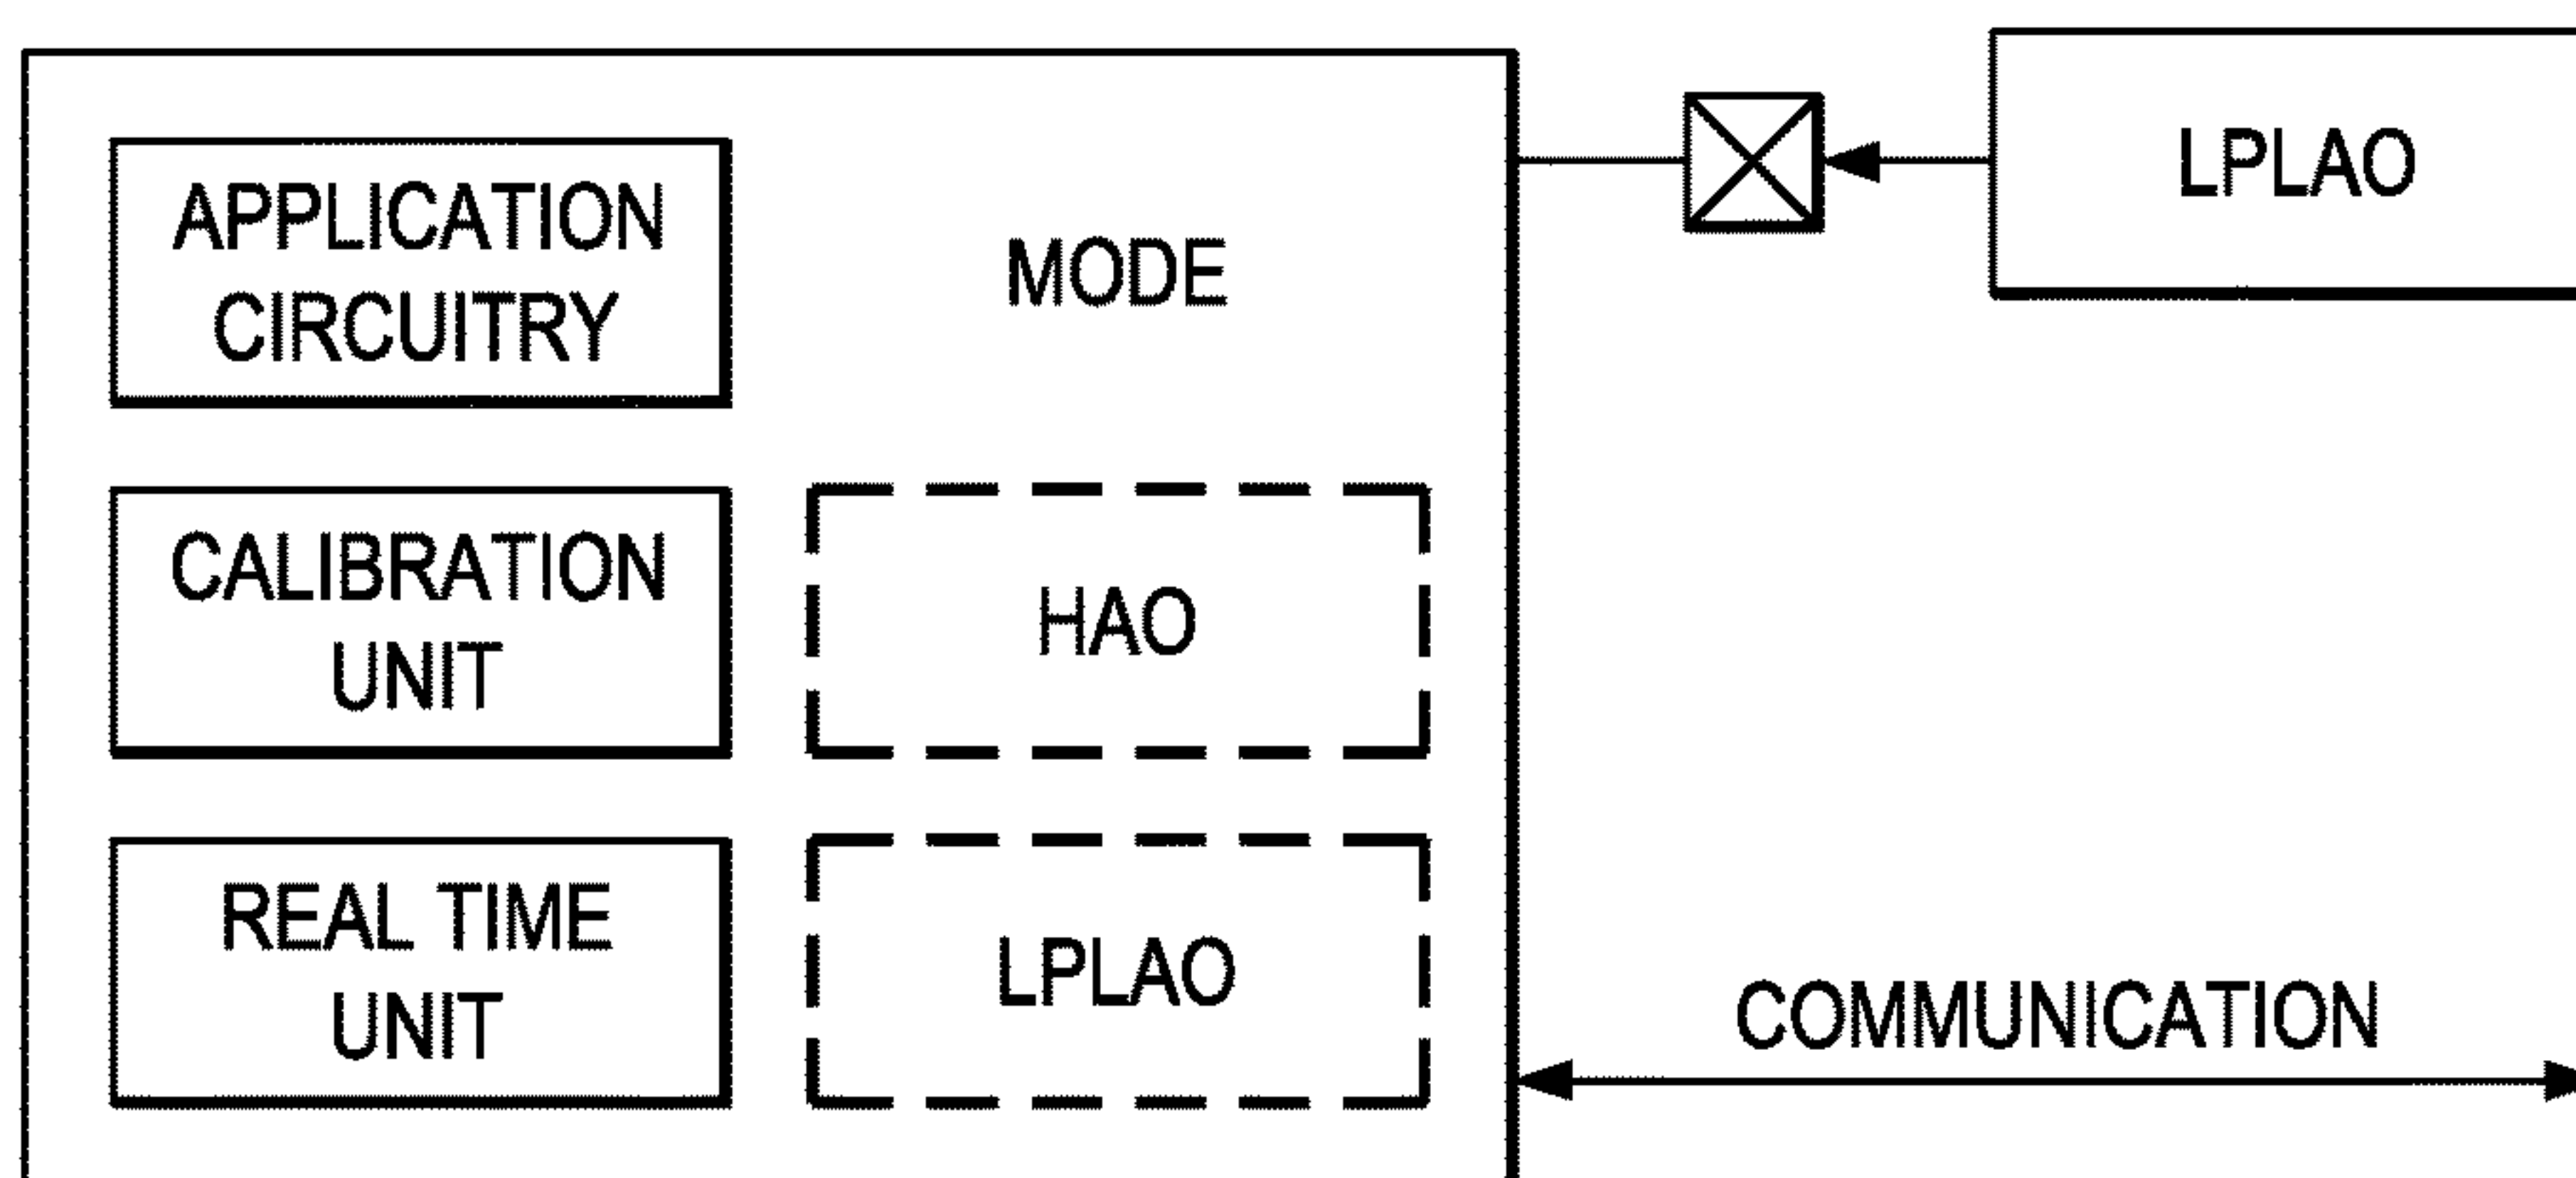 APPLICATION
CIRCUITRY
MODE
LPLAO
CALIBRATION
UNIT
HAO
REAL TIME
UNIT
LPLAO
COMMUNICATION